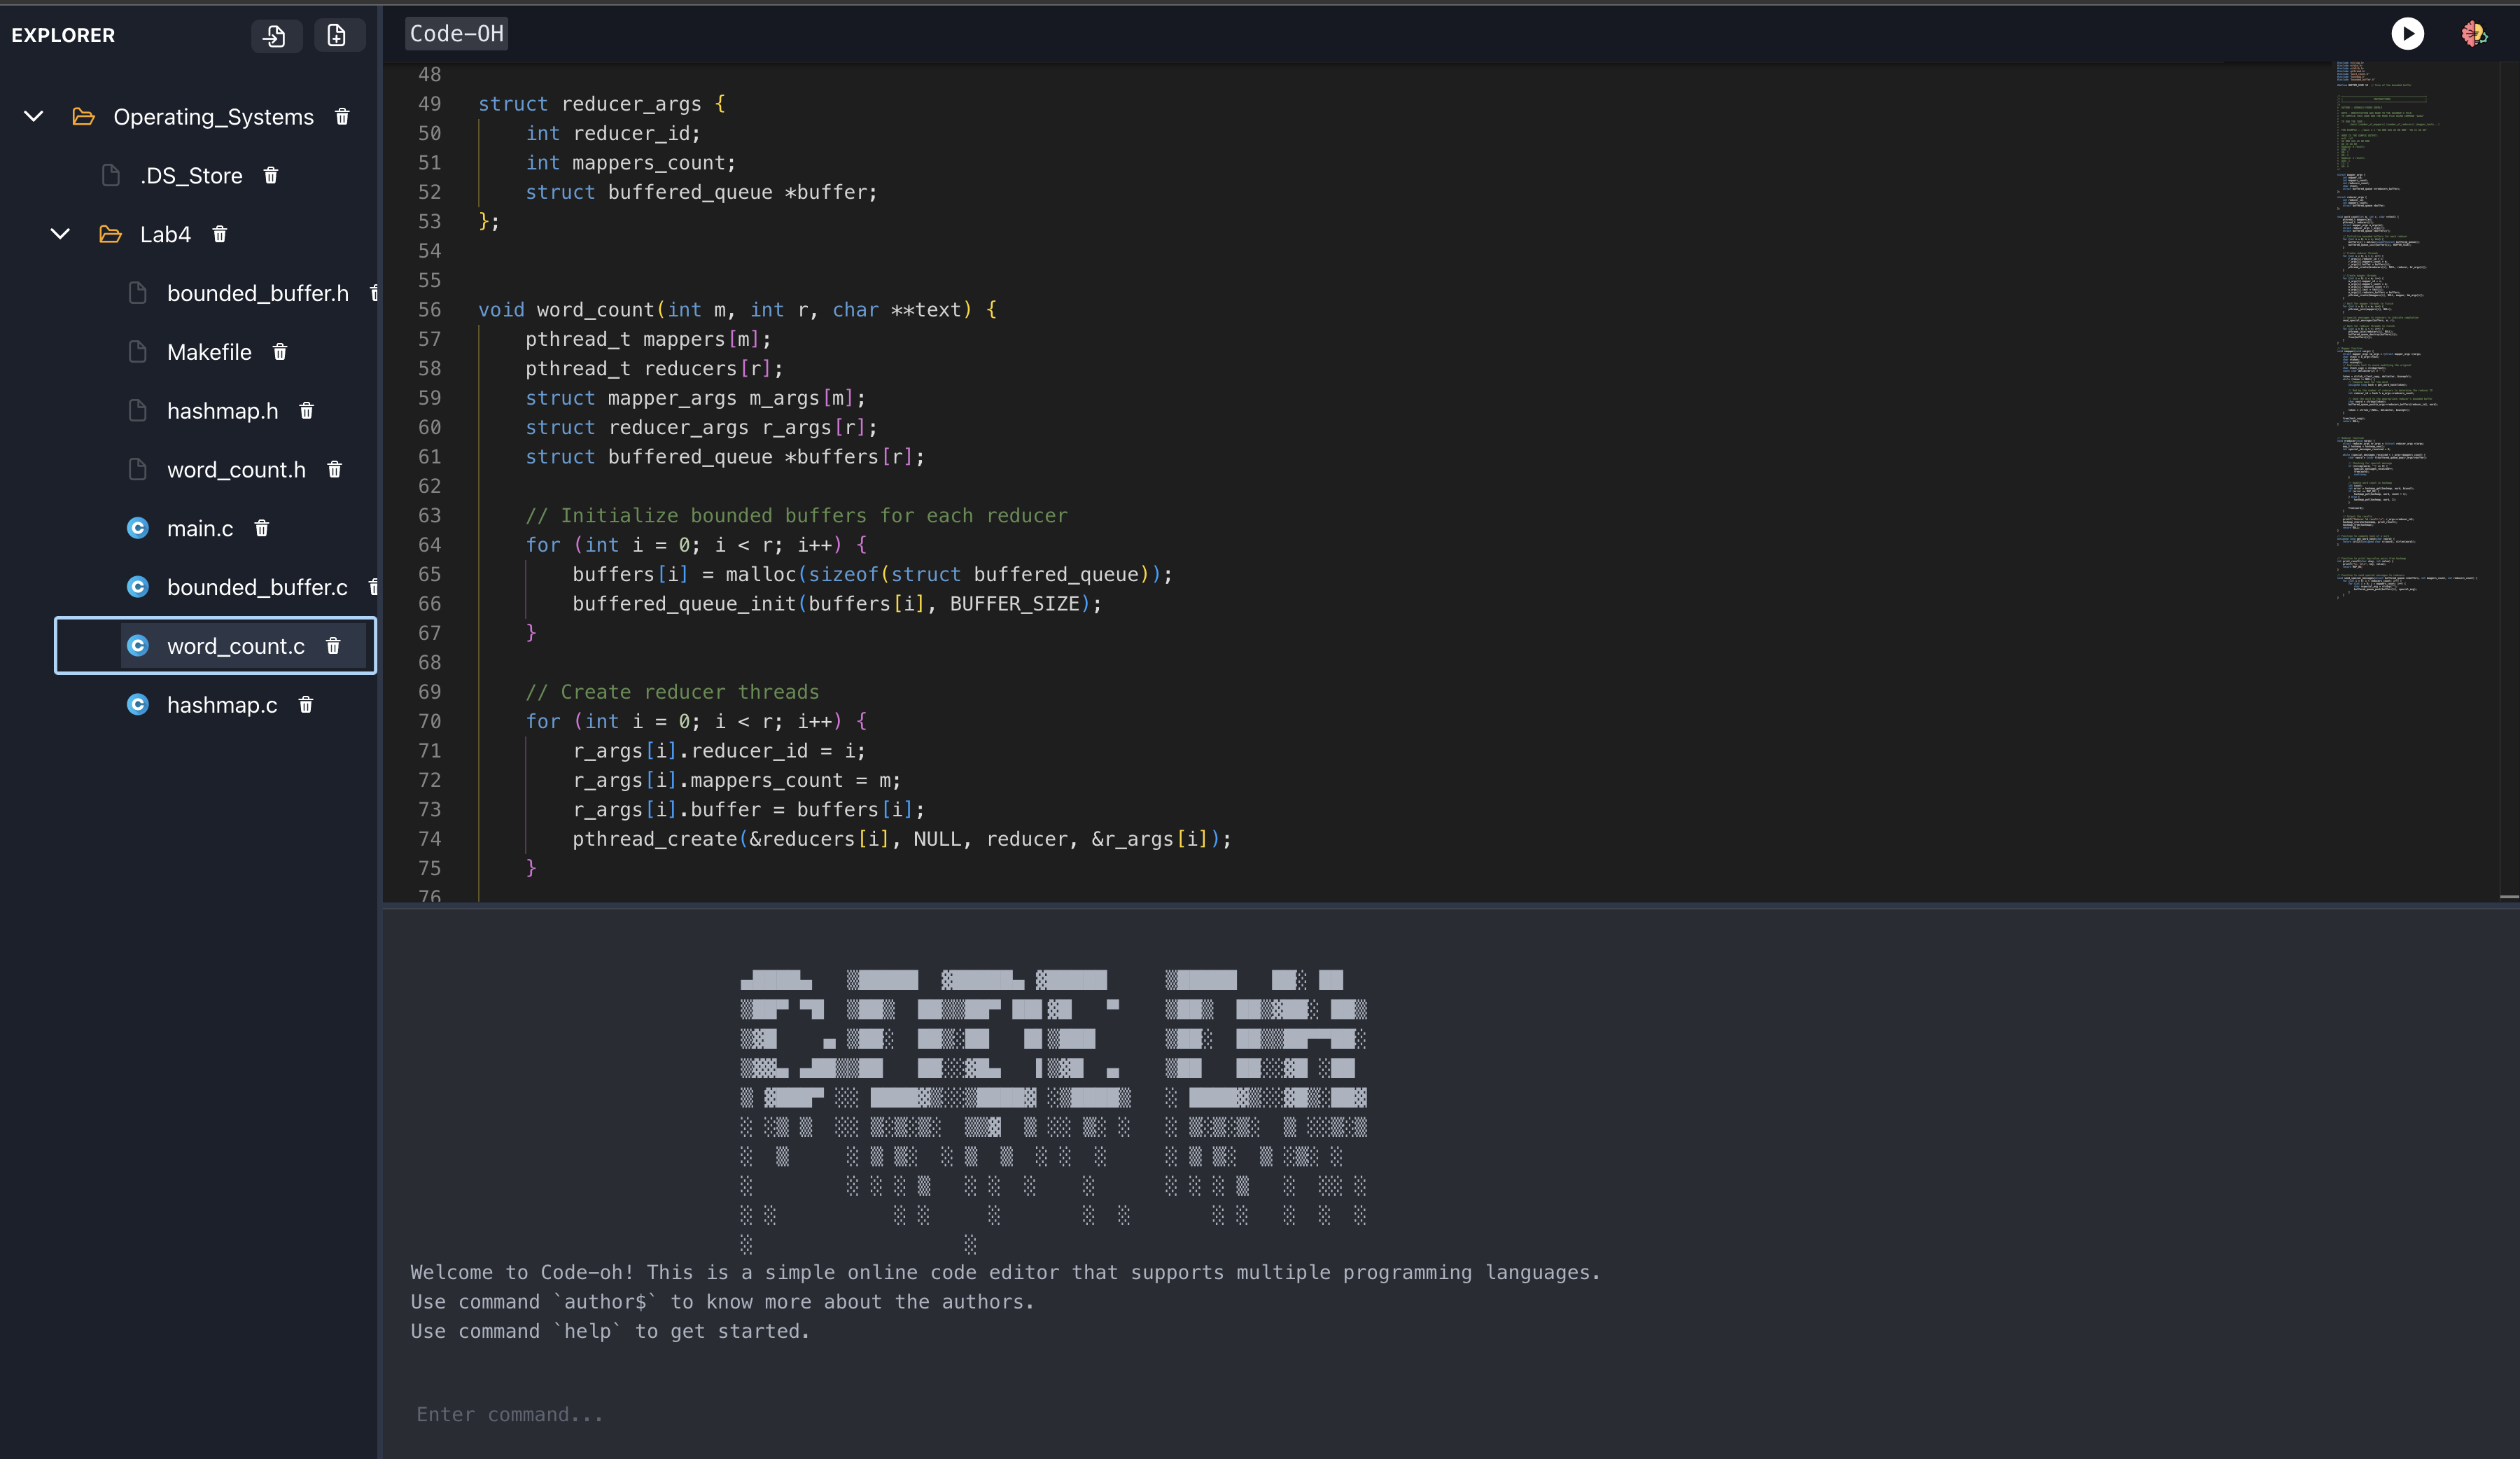 EXPLORER
Operating_Systems
.DS_Store
Lab4
bounded_buffer.h
Makefile
hashmap.h
word_count.h
main.c
bounded_buffer.c
word_count.c
hashmap.c
Code-OH
48
49 struct reducer_args {
50 int reducer_id;
51 int mappers_count;
52 struct buffered_queue *buffer;
53 };
54
55
56 void word_count(int m, int r, char **text) {
57 pthread_t mappers[m];
58 pthread_t reducers[r];
59 struct mapper_args m_args[m];
60 struct reducer_args r_args[r];
61 struct buffered_queue *buffers[r];
62
63 // Initialize bounded buffers for each reducer
64 for (int i = 0; i < r; i++) {
65 buffers[i] = malloc(sizeof(struct buffered_queue));
66 buffered_queue_init(buffers[i], BUFFER_SIZE);
67 }
68
69 // Create reducer threads
70 for (int i = 0; i < r; i++) {
71 r_args[i].reducer_id = i;
72 r_args[i].mappers_count = m;
73 r_args[i].buffer = buffers[i];
74 pthread_create(&reducers[i], NULL, reducer, &r_args[i]);
75 }
76
Welcome to Code-oh! This is a simple online code editor that supports multiple programming languages.
Use command `author$` to know more about the authors.
Use command `help` to get started.
Enter command...